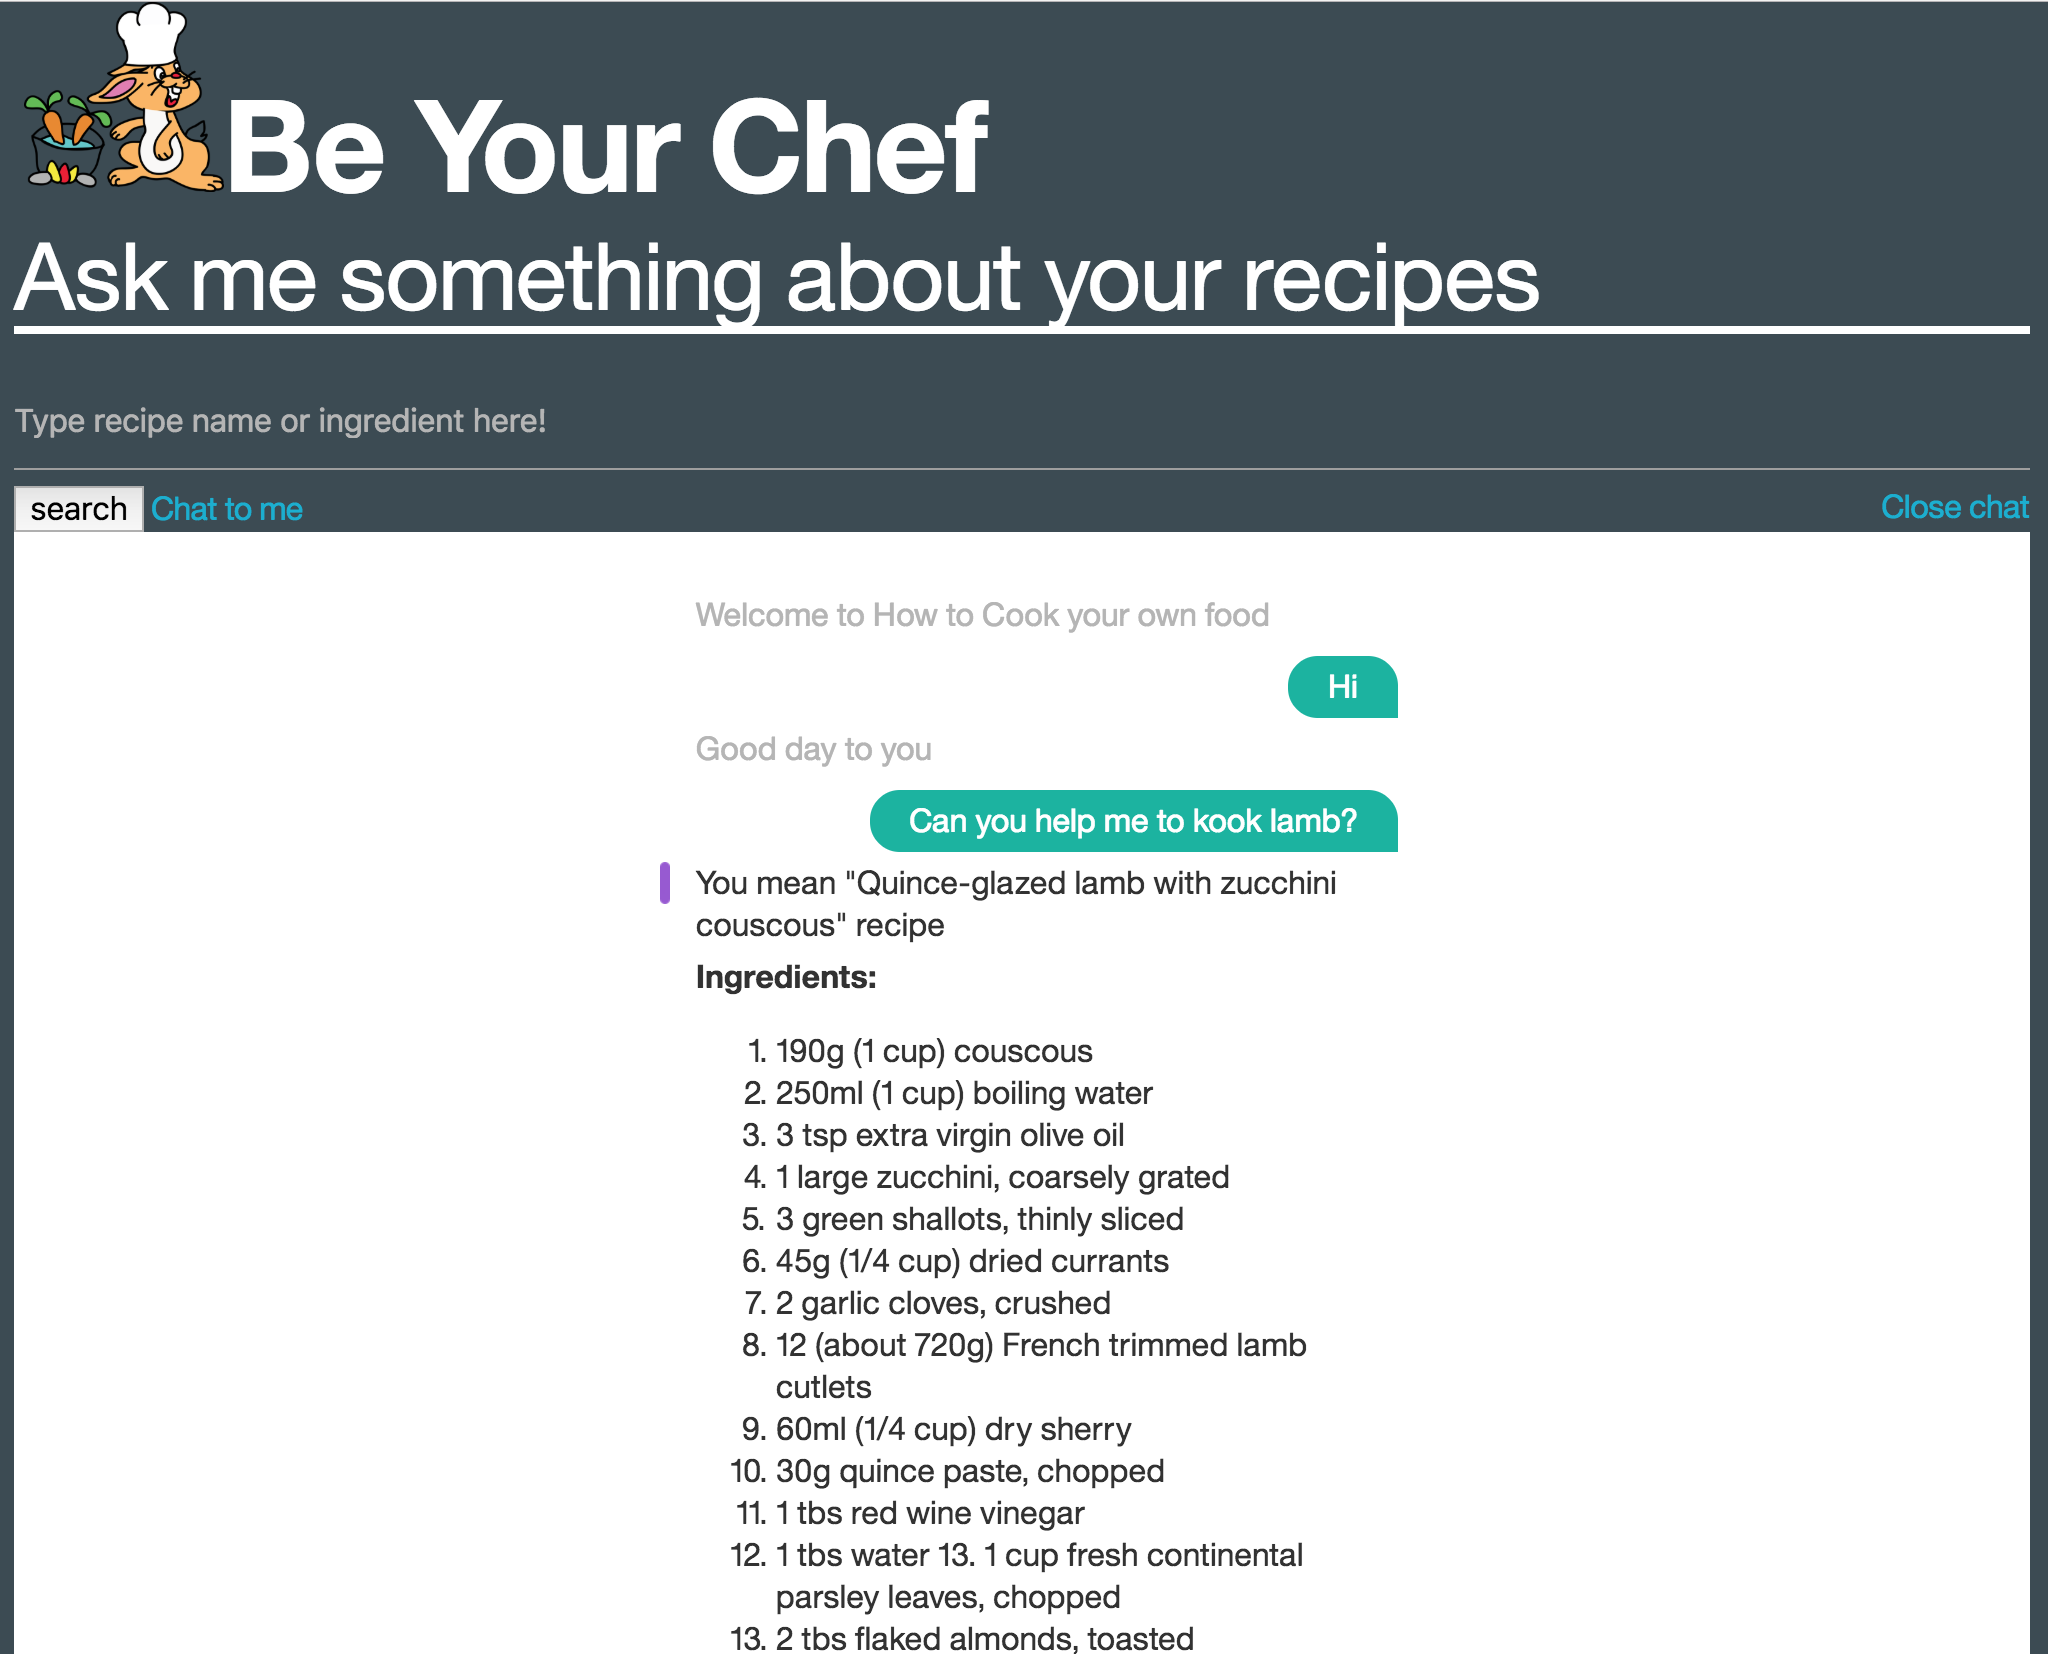 Be Your Chef
Ask me something about your recipes
Type recipe name or ingredient here!
search Chat to me Close chat
Welcome to How to Cook your own food
Hi
Good day to you
Can you help me to kook lamb?
You mean "Quince-glazed lamb with zucchini
couscous" recipe
Ingredients:
1. 190g (1 cup) couscous
2. 250ml (1 cup) boiling water
3. 3 tsp extra virgin olive oil
4. 1 large zucchini, coarsely grated
5. 3 green shallots, thinly sliced
6. 45g (1/4 cup) dried currants
7. 2 garlic cloves, crushed
8. 12 (about 720g) French trimmed lamb
cutlets
9. 60ml (1/4 cup) dry sherry
10. 30g quince paste, chopped
11. 1 tbs red wine vinegar
12. 1 tbs water 13. 1 cup fresh continental
parsley leaves, chopped
13. 2 tbs flaked almonds, toasted